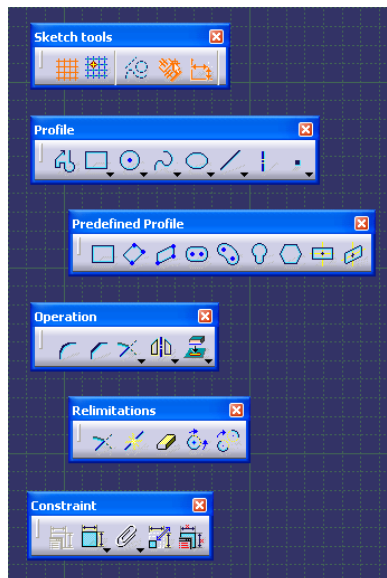 Sketch tools
Profile
Predefined Profile
Operation
Relimitations
Constraint